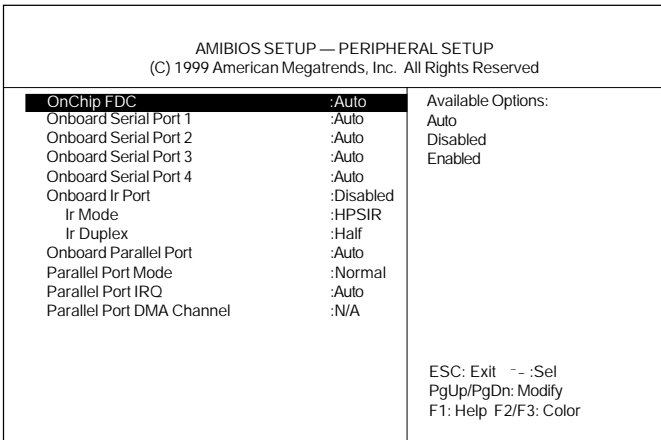 AMIBIOS SETUP — PERIPHERAL SETUP
(C) 1999 American Megatrends, Inc. All Rights Reserved
OnChip FDC :Auto
Onboard Serial Port 1 :Auto
Onboard Serial Port 2 :Auto
Onboard Serial Port 3 :Auto
Onboard Serial Port 4 :Auto
Onboard Ir Port :Disabled
Ir Mode :HPSIR
Ir Duplex :Half
Onboard Parallel Port :Auto
Parallel Port Mode :Normal
Parallel Port IRQ :Auto
Parallel Port DMA Channel :N/A
Available Options:
Auto
Disabled
Enabled
ESC: Exit ¯- :Sel
PgUp/PgDn: Modify
F1: Help F2/F3: Color